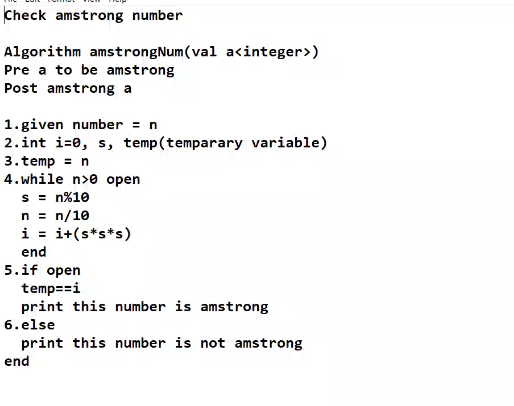 Check amstrong number
Algorithm amstrongNum(val a<integer>)
Pre a to be amstrong
Post amstrong a
1.given number = n
2.int i=0, s, temp(temparary variable)
3.temp = n
4.while n>0 open
s = n%10
n = n/10
i = i+(s*s*s)
end
5.if open
temp==i
print this number is amstrong
6.else
print this number is not amstrong
end